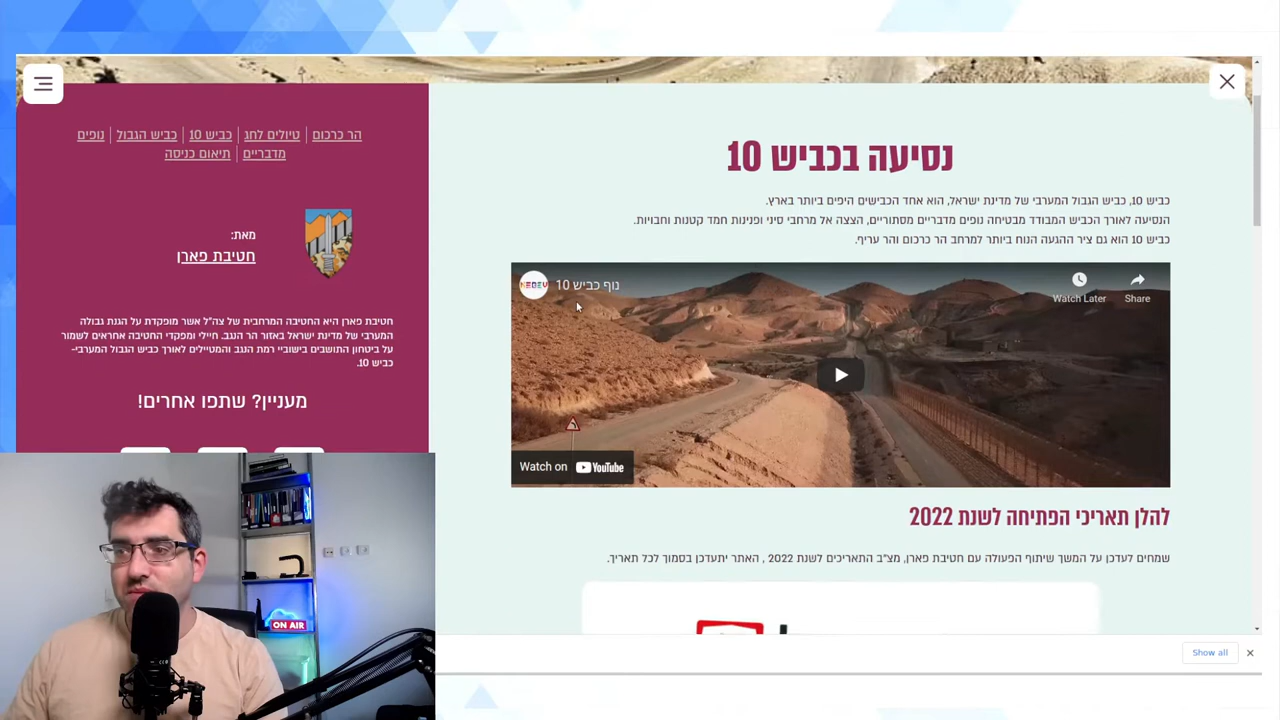 נסיעה בכביש 10
כביש 10, כביש הגבול המערבי של מדינת ישראל, הוא אחד הכבישים היפים ביותר בארץ.
הנסיעה לאורך הכביש המבודד מבטיחה נופים מדבריים מסתוריים, הצצה אל מרחבי סיני ופנינות חמד קטנות וחבויות.
כביש 10 הוא גם ציר ההגעה הנוח ביותר למרחב הר כרכום והר עריף.
NEGEV
נוף כביש 10
Watch Later
Share
Watch on YouTube
להלן תאריכי הפתיחה לשנת 2022
שמחים לעדכן על המשך שיתוף הפעולה עם חטיבת פארן, מצ"ב התאריכים לשנת 2022 , האתר יתעדכן בסמוך לכל תאריך.
הר כרכום | טיולים לחג | כביש 10 | כביש הגבול | נופים
מדבריים | תיאום כניסה
מאת:
חטיבת פארן
חטיבת פארן היא החטיבה המרחבית של צה"ל אשר מופקדת על הגנת גבולה
המערבי של מדינת ישראל באזור הר הנגב. חיילי ומפקדי החטיבה אחראים לשמור
על ביטחון התושבים בישוביי רמת הנגב והמטיילים לאורך כביש הגבול המערבי-
כביש 10.
מעניין? שתפו אחרים!
ON AIR
Show all